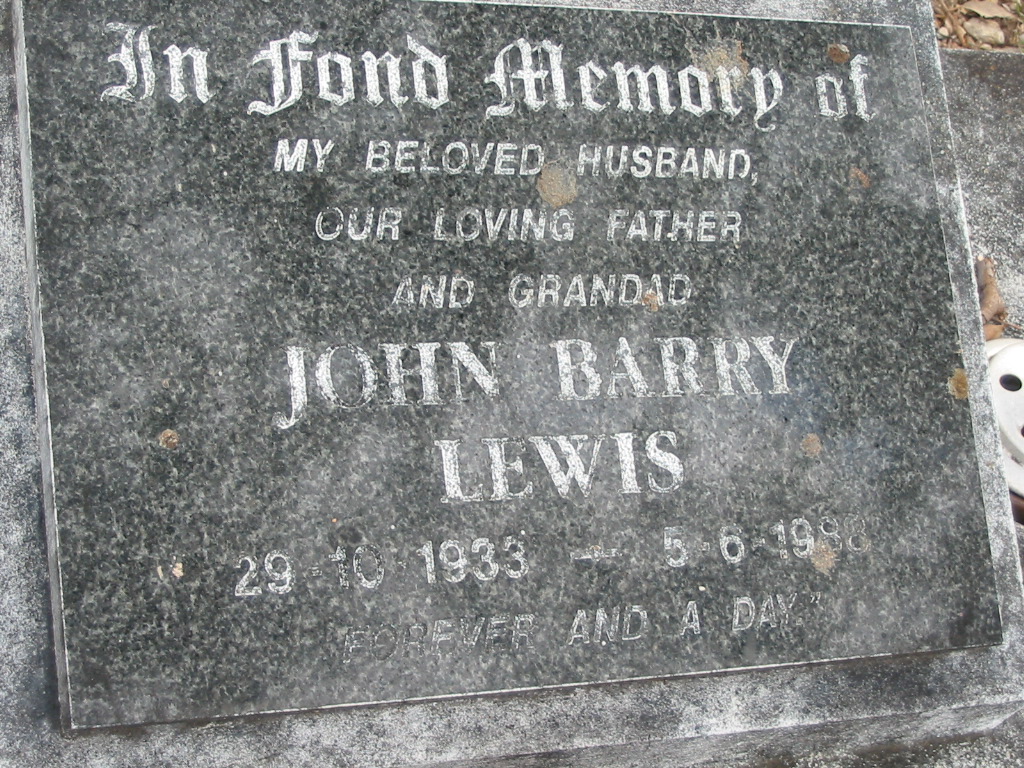 In Fond Memory of
MY BELOVED HUSBAND,
OUR LOVING FATHER
AND GRANDAD
JOHN BARRY
LEWIS
29-10-1933 — 5-6-1988
"FOREVER AND A DAY."